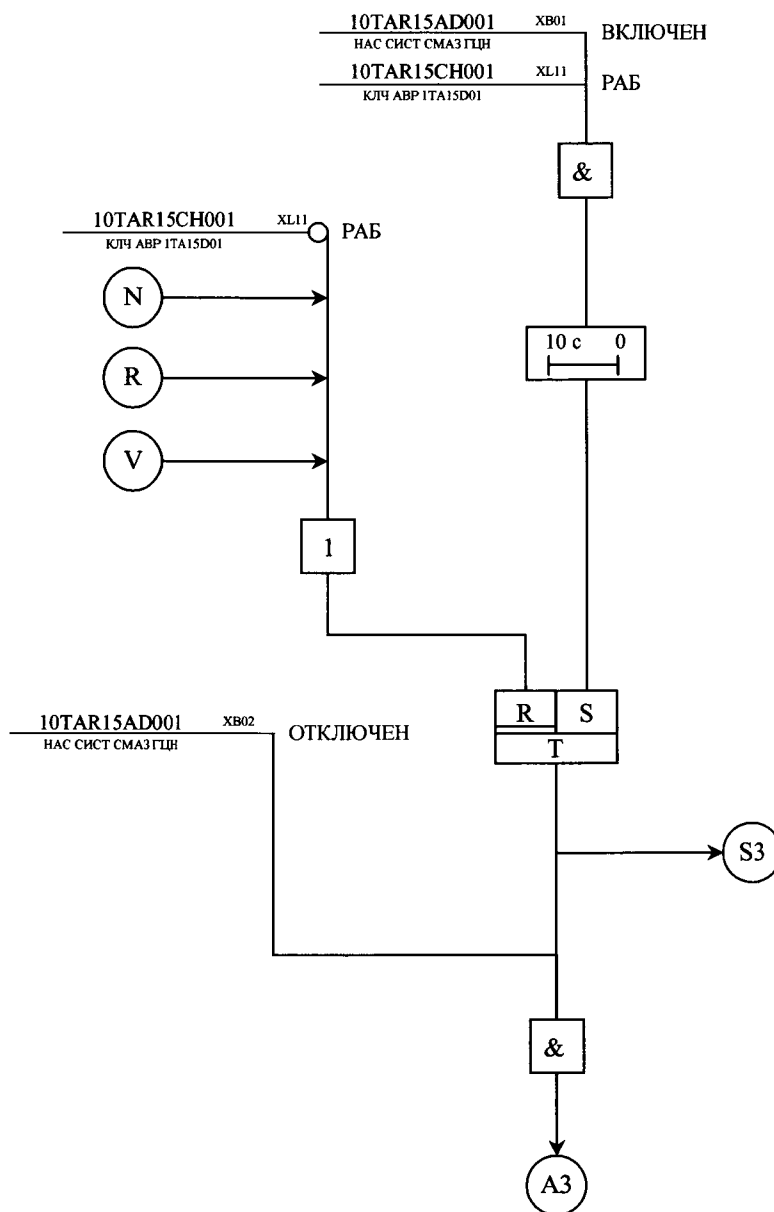 10TAR15AD001 XB01 ВКЛЮЧЕН
НАС СИСТ СМАЗ ГЦН
10TAR15CH001 XL11 РАБ
КЛЧ АВР 1TA15D01
&
10TAR15CH001 XL11 РАБ
КЛЧ АВР 1TA15D01
N
10 с 0
R
V
1
R S
10TAR15AD001 XB02 ОТКЛЮЧЕН
НАС СИСТ СМАЗ ГЦН
T
S3
&
A3